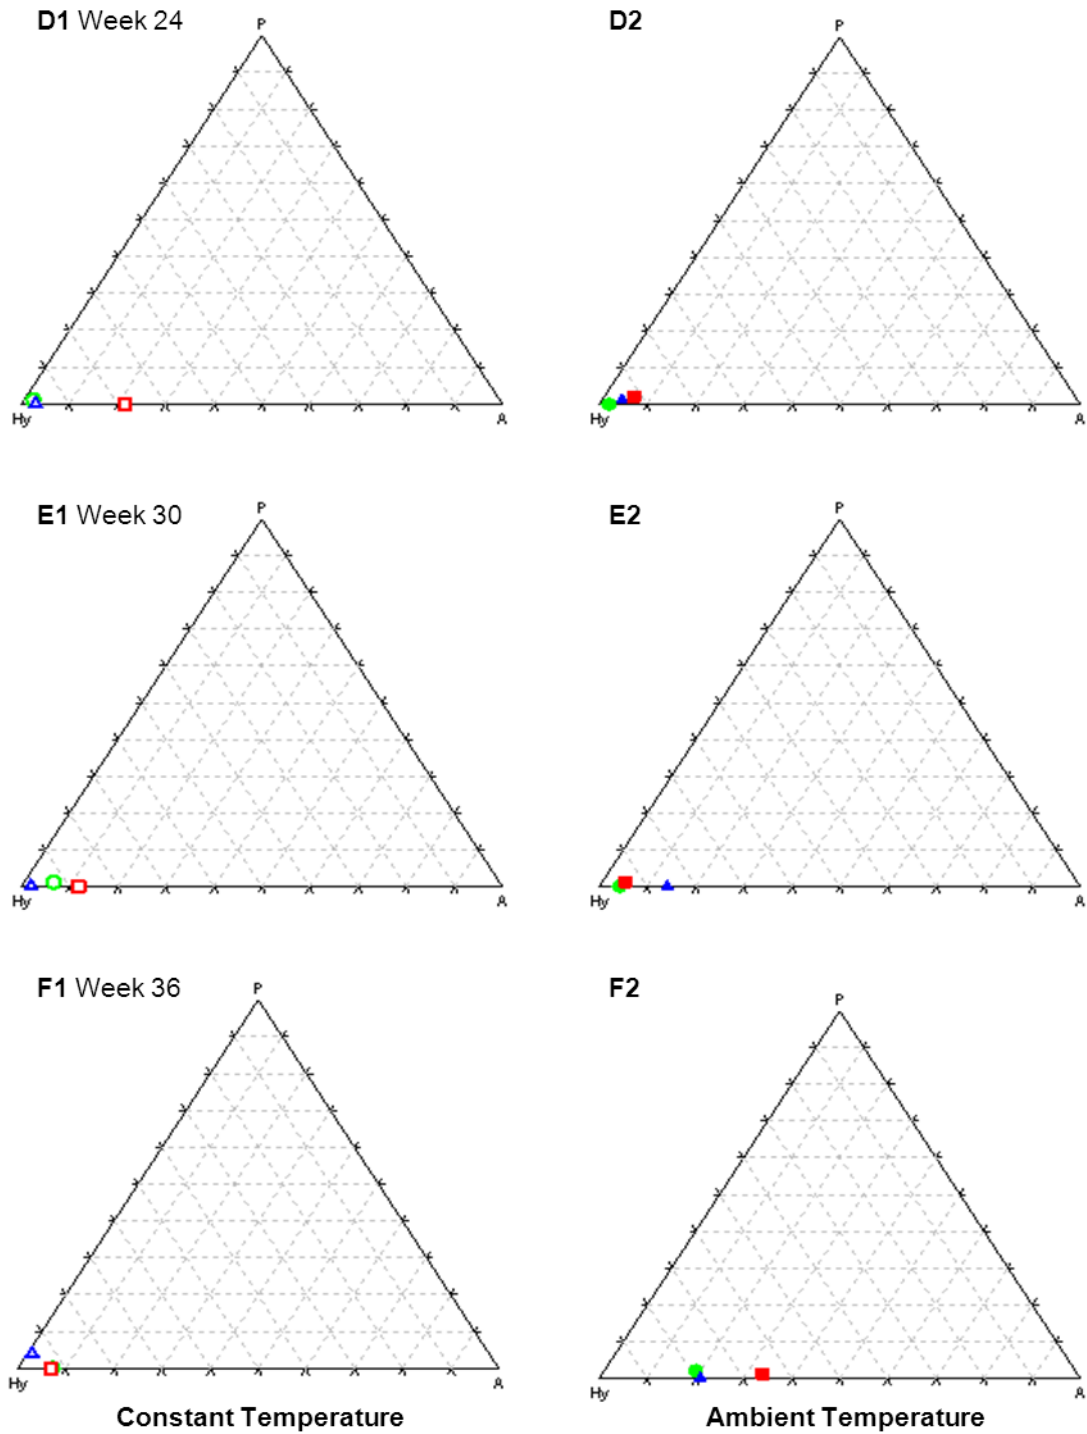 D1 Week 24
P
Hy
A
D2
P
Hy
A
E1 Week 30
P
Hy
A
E2
P
Hy
A
F1 Week 36
P
Hy
A
F2
P
Hy
A
Constant Temperature
Ambient Temperature